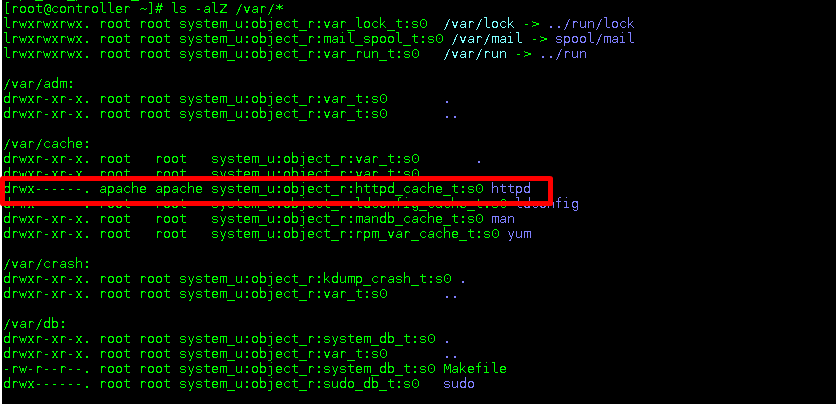 [root@controller ~]# ls -alZ /var/*
lrwxrwxrwx. root root system_u:object_r:var_lock_t:s0 /var/lock -> ../run/lock
lrwxrwxrwx. root root system_u:object_r:mail_spool_t:s0 /var/mail -> spool/mail
lrwxrwxrwx. root root system_u:object_r:var_run_t:s0 /var/run -> ../run
/var/adm:
drwxr-xr-x. root root system_u:object_r:var_t:s0 .
drwxr-xr-x. root root system_u:object_r:var_t:s0 ..
/var/cache:
drwxr-xr-x. root root system_u:object_r:var_t:s0 .
drwxr-xr-x. root root system_u:object_r:var_t:s0 ..
drwx------. apache apache system_u:object_r:httpd_cache_t:s0 httpd
drwx------. root root system_u:object_r:ldconfig_cache_t:s0 ldconfig
drwxr-xr-x. root root system_u:object_r:mandb_cache_t:s0 man
drwxr-xr-x. root root system_u:object_r:rpm_var_cache_t:s0 yum
/var/crash:
drwxr-xr-x. root root system_u:object_r:kdump_crash_t:s0 .
drwxr-xr-x. root root system_u:object_r:var_t:s0 ..
/var/db:
drwxr-xr-x. root root system_u:object_r:system_db_t:s0 .
drwxr-xr-x. root root system_u:object_r:var_t:s0 ..
-rw-r--r--. root root system_u:object_r:system_db_t:s0 Makefile
drwx------. root root system_u:object_r:sudo_db_t:s0 sudo